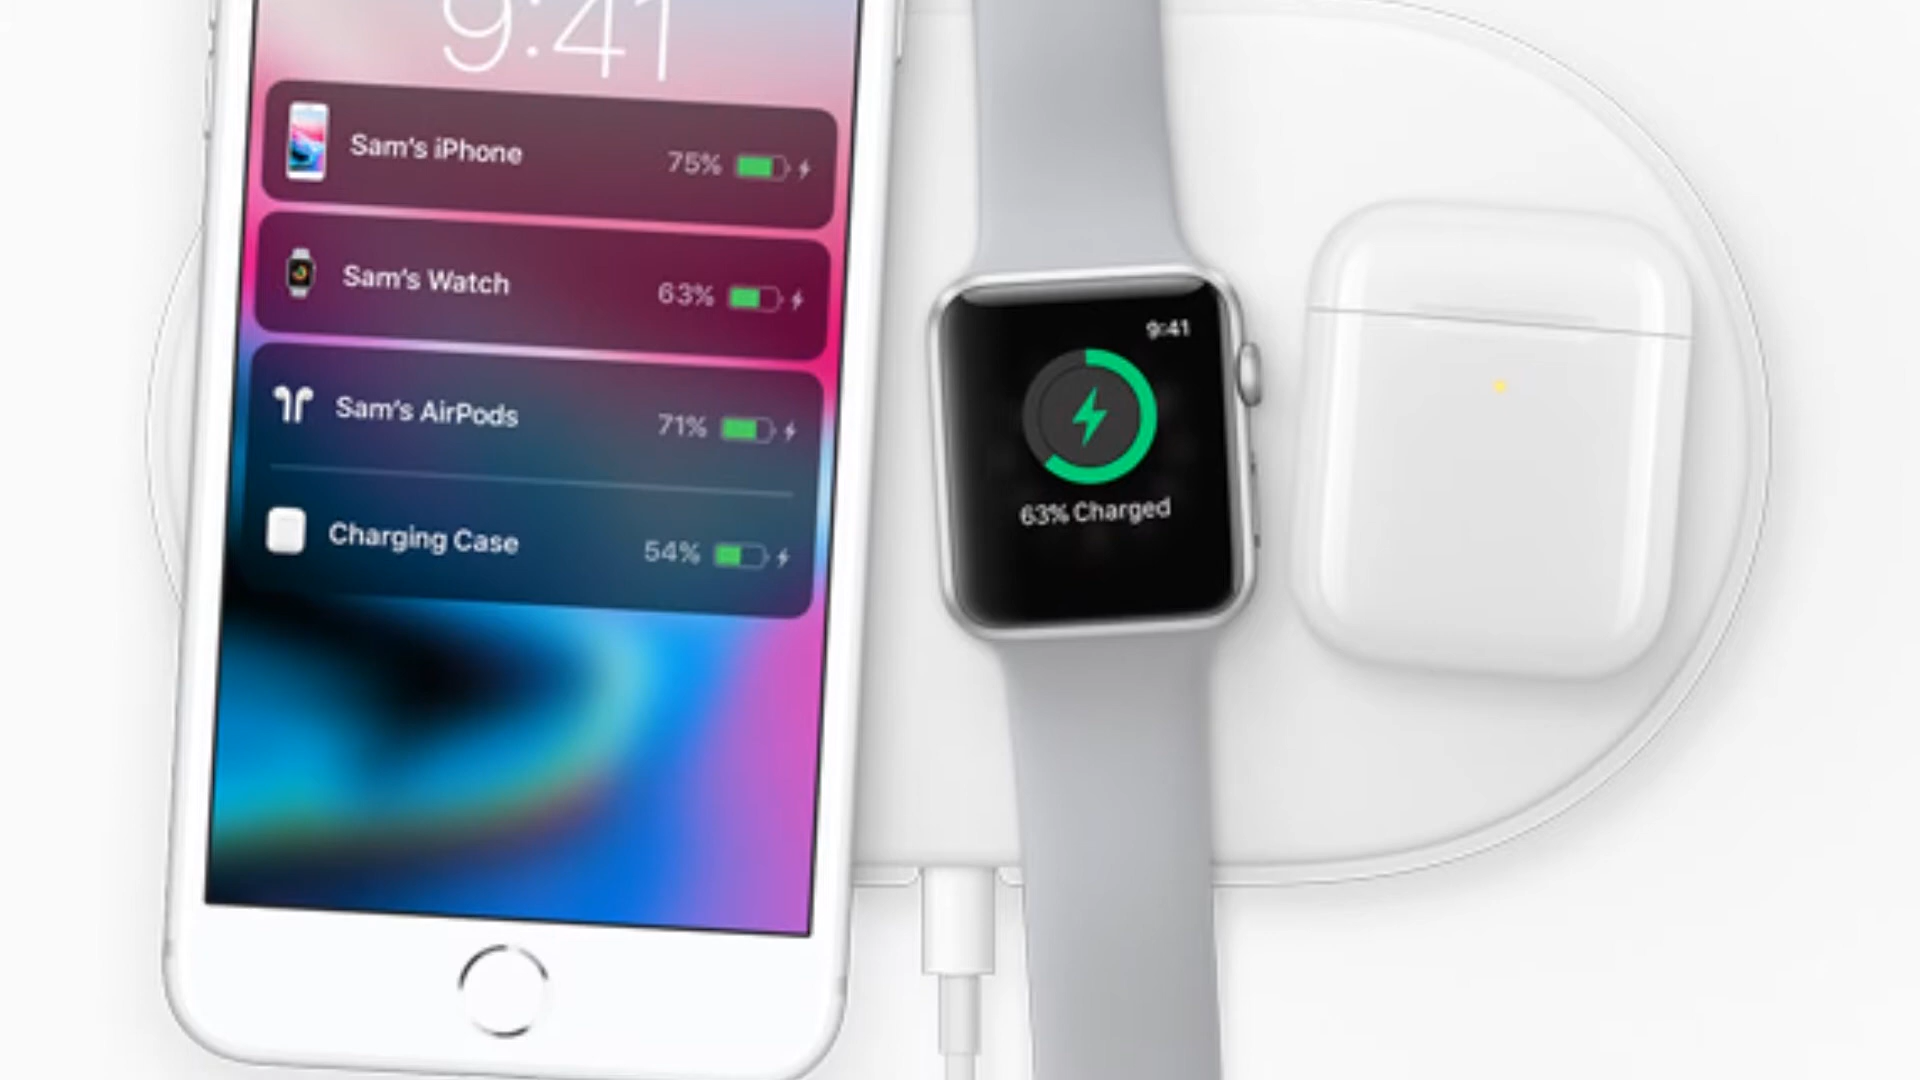 9:41
Sam's iPhone 75%
Sam's Watch 63%
Sam's AirPods 71%
Charging Case 54%
9:41
63% Charged